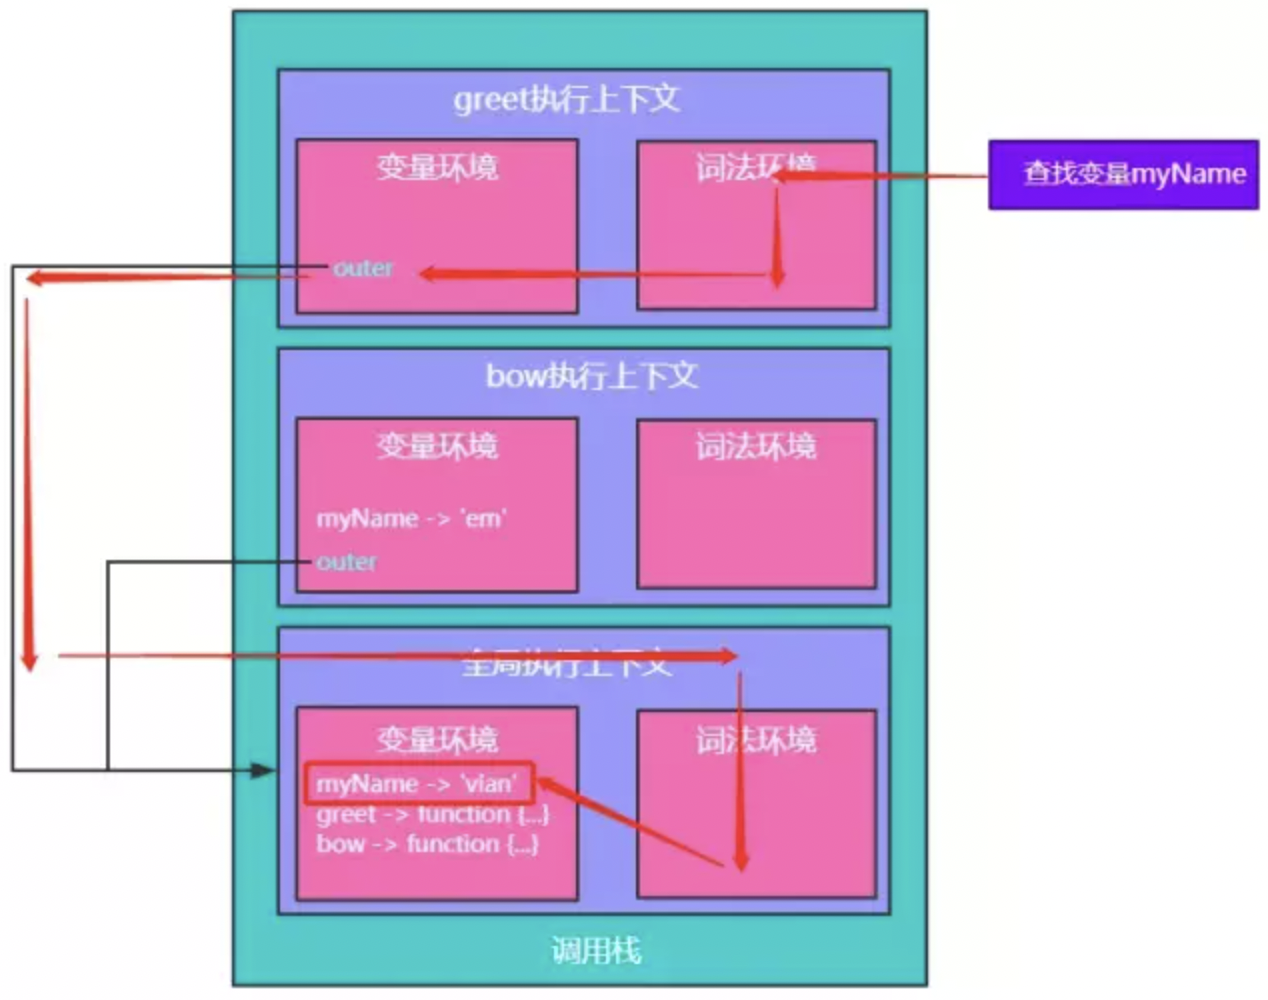 greet执行上下文
变量环境
词法环境
查找变量myName
outer
bow执行上下文
变量环境
词法环境
myName -> 'em'
outer
全局执行上下文
变量环境
词法环境
myName -> 'vian'
greet -> function {...}
bow -> function {...}
调用栈